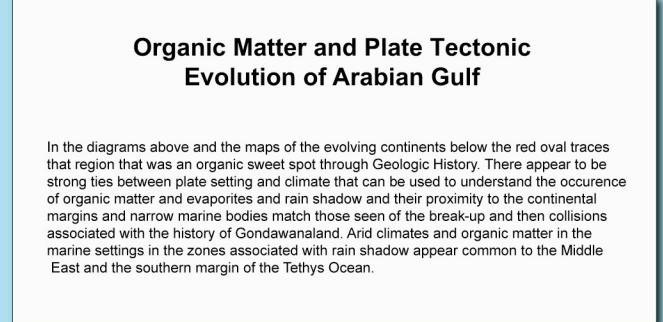 Organic Matter and Plate Tectonic
Evolution of Arabian Gulf
In the diagrams above and the maps of the evolving continents below the red oval traces
that region that was an organic sweet spot through Geologic History. There appear to be
strong ties between plate setting and climate that can be used to understand the occurence
of organic matter and evaporites and rain shadow and their proximity to the continental
margins and narrow marine bodies match those seen of the break-up and then collisions
associated with the history of Gondawanaland. Arid climates and organic matter in the
marine settings in the zones associated with rain shadow appear common to the Middle
East and the southern margin of the Tethys Ocean.